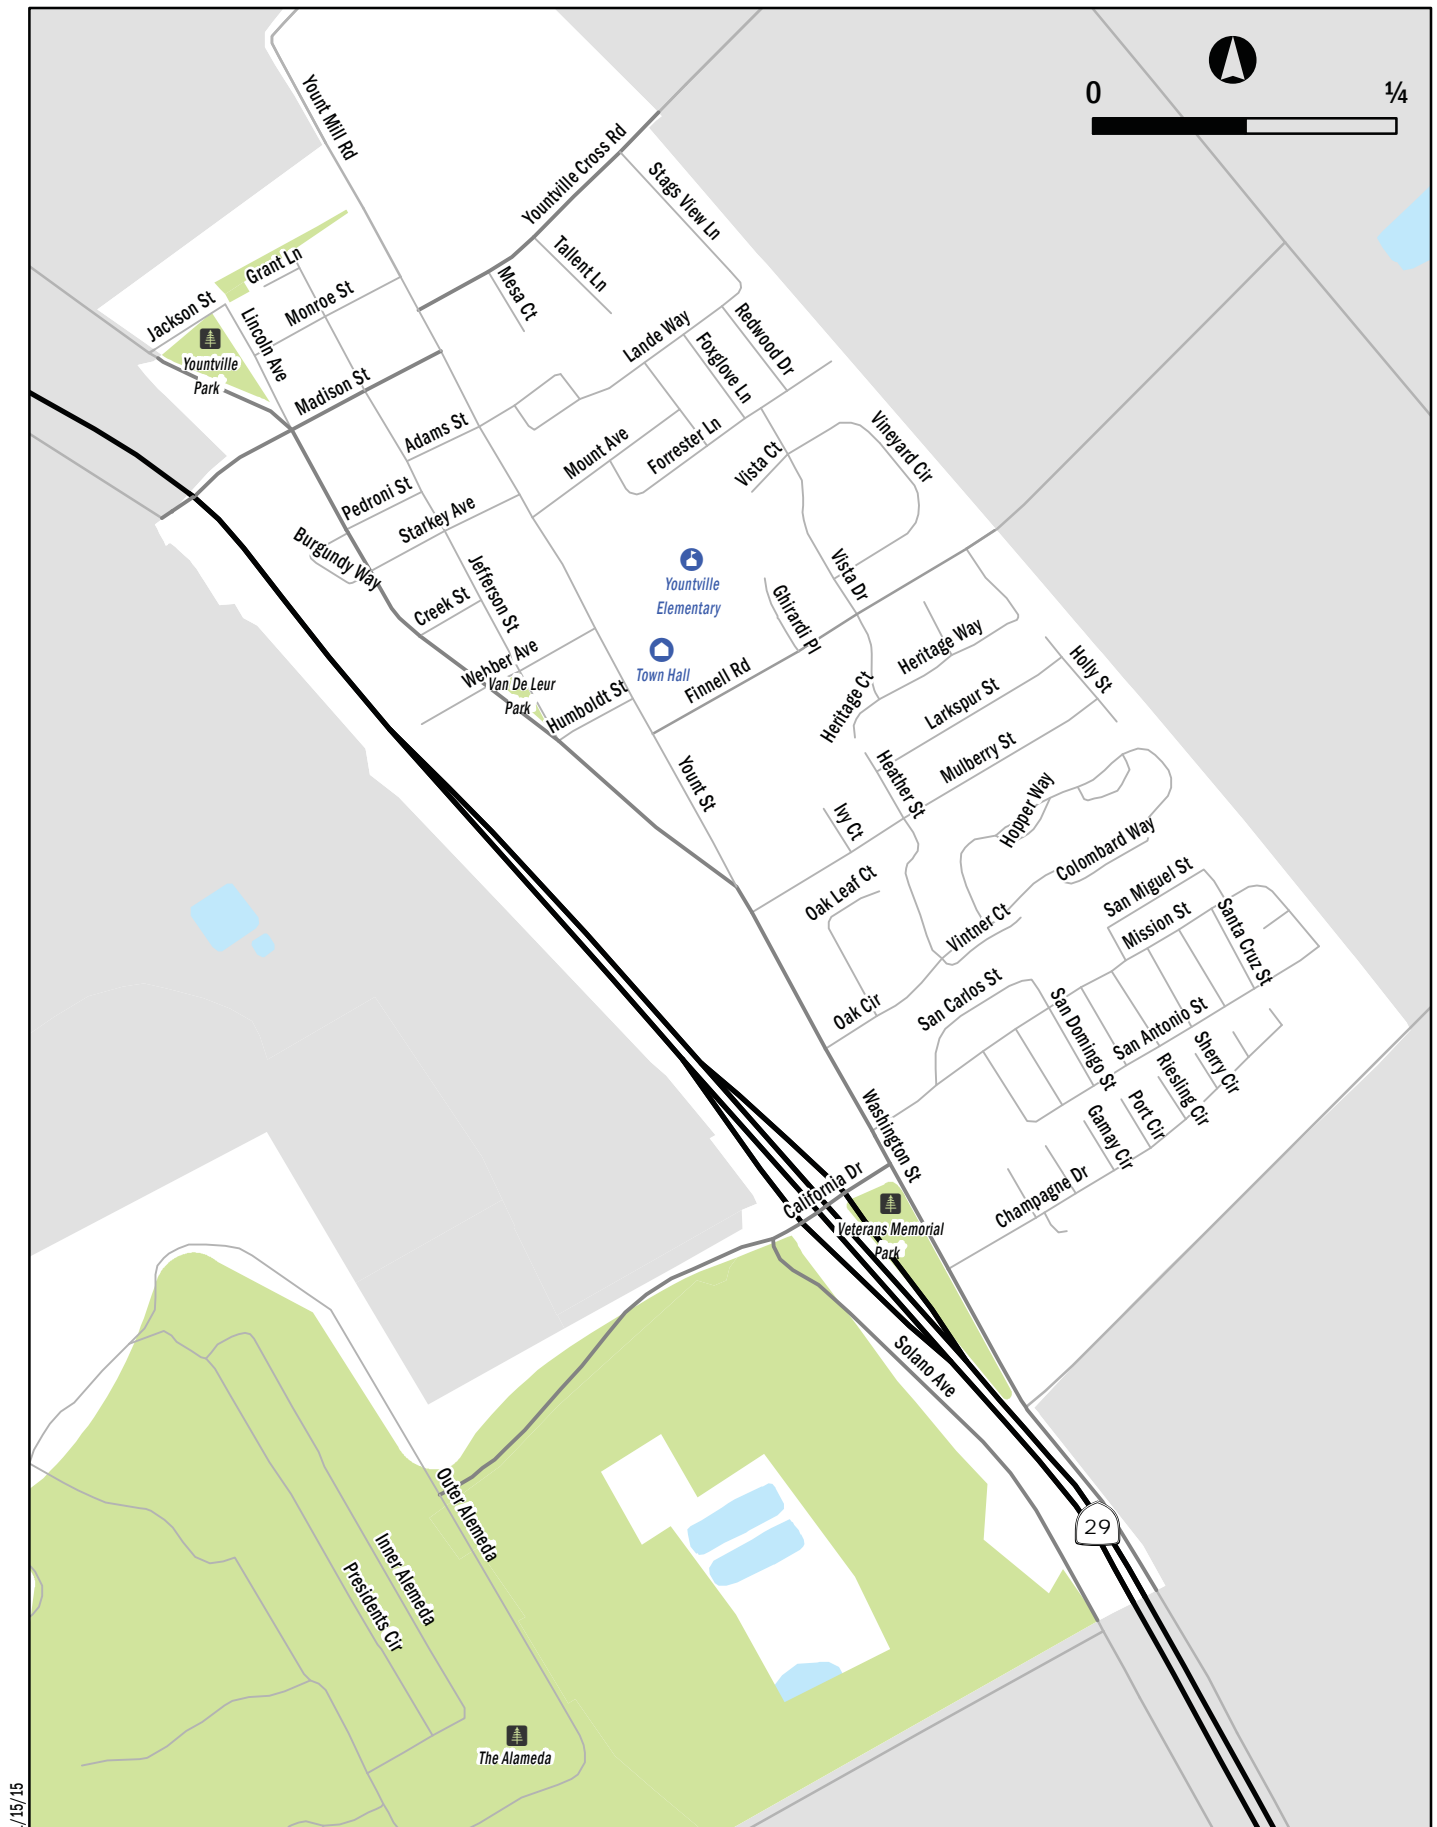 0 ¼
Yount Mill Rd
Yountville Cross Rd
Stags View Ln
Tallent Ln
Mesa Ct
Grant Ln
Monroe St
Jackson St
Lincoln Ave
Yountville
Park
Madison St
Lande Way
Redwood Dr
Foxglove Ln
Adams St
Mount Ave
Forrester Ln
Vista Ct
Vineyard Cir
Pedroni St
Starkey Ave
Burgundy Way
Jefferson St
Creek St
Yountville
Elementary
Vista Dr
Ghirardi Pl
Webber Ave
Van De Leur
Park
Humboldt St
Town Hall
Finnell Rd
Heritage Way
Heritage Ct
Holly St
Larkspur St
Mulberry St
Yount St
Heather St
Ivy Ct
Hopper Way
Colombard Way
Oak Leaf Ct
Vintner Ct
San Miguel St
Mission St
Santa Cruz St
Oak Cir
San Carlos St
San Domingo St
San Antonio St
Sherry Cir
Riesling Cir
Port Cir
Gamay Cir
Washington St
California Dr
Champagne Dr
Veterans Memorial
Park
Solano Ave
29
Outer Alemeda
Inner Alemeda
Presidents Cir
The Alameda
/15/15